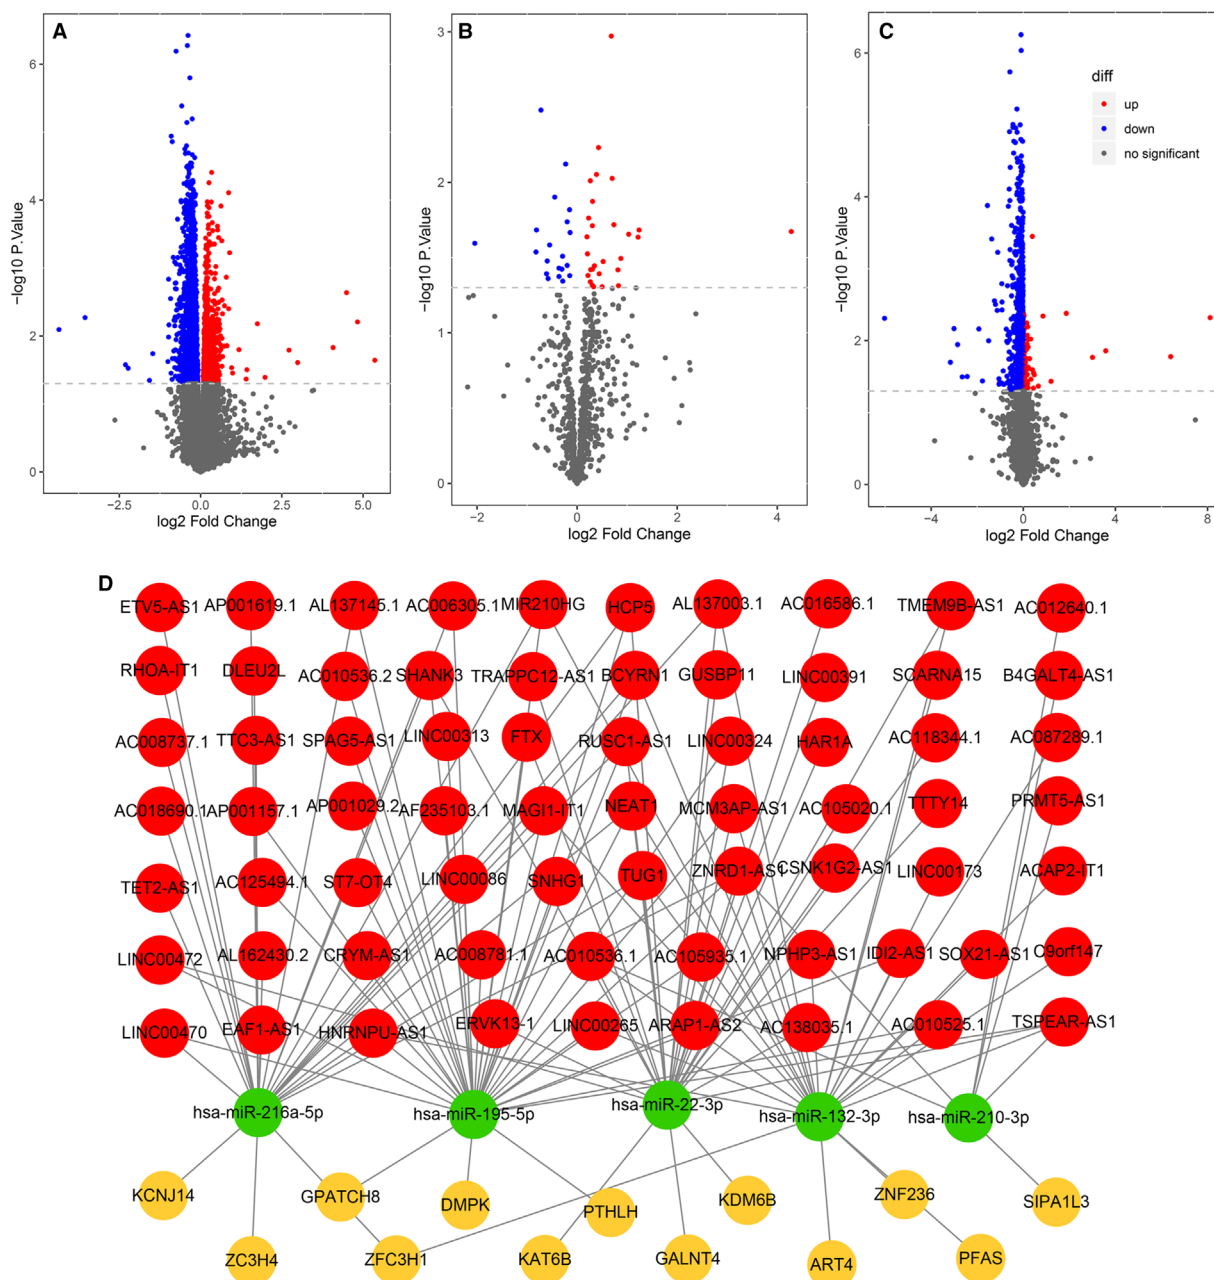 A
6
4
2
0
−log10 P.Value
−2.5
0.0
2.5
5.0
log2 Fold Change
B
3
2
1
0
−log10 P.Value
−2
0
2
4
log2 Fold Change
C
6
4
2
0
−log10 P.Value
−4
0
4
8
log2 Fold Change
diff
up
down
no significant
D
ETV5-AS1 AP001619.1 AL137145.1 AC006305.1 MIR210HG HCP5 AL137003.1 AC016586.1 TMEM9B-AS1 AC012640.1
RHOA-IT1 DLEU2L AC010536.2 SHANK3 TRAPPC12-AS1 BCYRN1 GUSBP11 LINC00391 SCARNA15 B4GALT4-AS1
AC008737.1 TTC3-AS1 SPAG5-AS1 LINC00313 FTX RUSC1-AS1 LINC00324 HAR1A AC118344.1 AC087289.1
AC018690.1 AP001157.1 AP001029.2 AF235103.1 MAGI1-IT1 NEAT1 MCM3AP-AS1 AC105020.1 TTTY14 PRMT5-AS1
TET2-AS1 AC125494.1 ST7-OT4 LINC00086 SNHG1 TUG1 ZNRD1-AS1 CSNK1G2-AS1 LINC00173 ACAP2-IT1
LINC00472 AL162430.2 CRYM-AS1 AC008781.1 AC010536.1 AC105935.1 NPHP3-AS1 IDI2-AS1 SOX21-AS1 C9orf147
LINC00470 EAF1-AS1 HNRNPU-AS1 ERVK13-1 LINC00265 ARAP1-AS2 AC138035.1 AC010525.1 TSPEAR-AS1
hsa-miR-216a-5p hsa-miR-195-5p hsa-miR-22-3p hsa-miR-132-3p hsa-miR-210-3p
KCNJ14 GPATCH8 DMPK PTHLH KDM6B ZNF236 SIPA1L3
ZC3H4 ZFC3H1 KAT6B GALNT4 ART4 PFAS